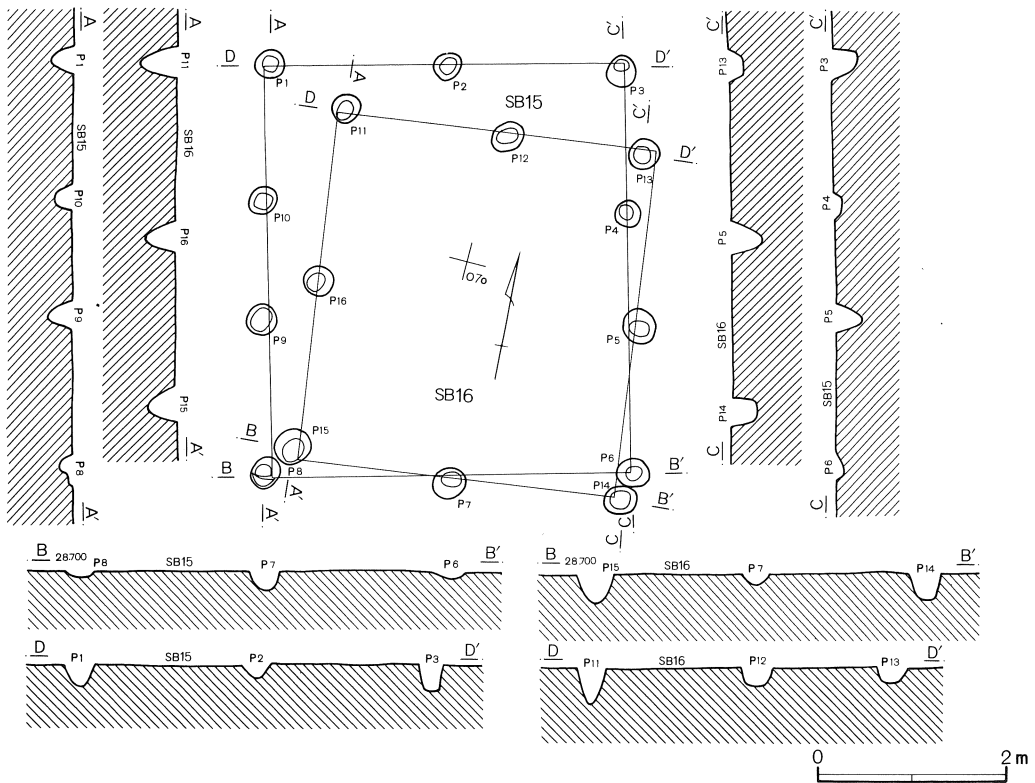 A
P1
SB15
P10
P9
P8
A'
A
P11
SB16
P16
P15
A'
A
D
P1
P2
C'
D'
P3
A
D
P11
SB15
P12
C'
D'
P13
P10
P4
070
P16
P9
P5
SB16
B
P15
B
P8
A'
A'
P7
P6
B'
P14
B'
C
C
C'
P13
P5
SB16
P14
C
C'
P3
P4
P5
SB15
P6
C
B 28.700 P8 SB15 P7 P6 B'
B 28.700 P15 SB16 P7 P14 B'
D P1 SB15 P2 P3 D'
D P11 SB16 P12 P13 D'
0 2m